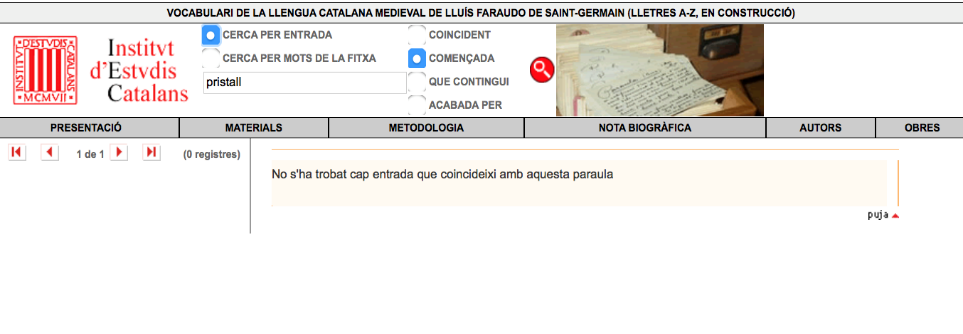 VOCABULARI DE LA LLENGUA CATALANA MEDIEVAL DE LLUÍS FARAUDO DE SAINT-GERMAIN (LLETRES A-Z, EN CONSTRUCCIÓ)
INSTITVT D'ESTVDIS CATALANS
MCMVII
Institvt
d'Estvdis
Catalans
CERCA PER ENTRADA
CERCA PER MOTS DE LA FITXA
pristall
COINCIDENT
COMENÇADA
QUE CONTINGUI
ACABADA PER
PRESENTACIÓ MATERIALS METODOLOGIA NOTA BIOGRÀFICA AUTORS OBRES
1 de 1 (0 registres)
No s'ha trobat cap entrada que coincideixi amb aquesta paraula
puja